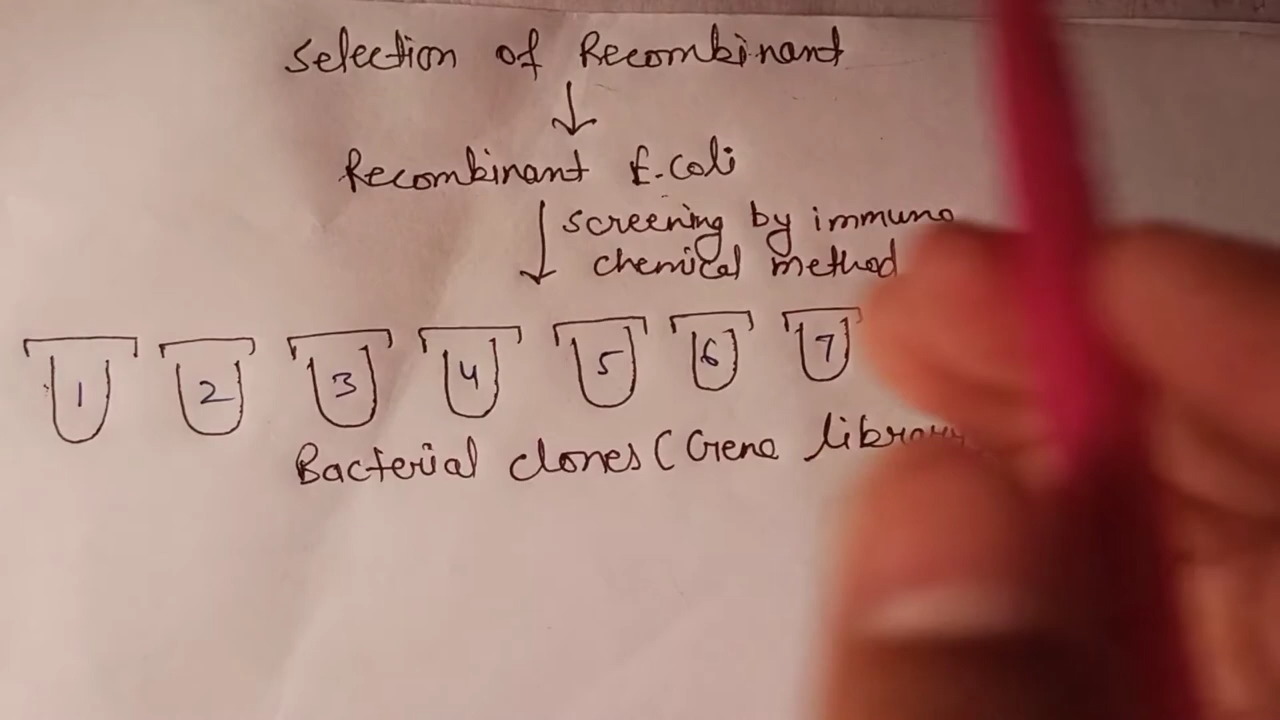 Selection of Recombinant
Recombinant E.Coli
screening by immuno
chemical method
1 2 3 4 5 6 7
Bacterial clones (Gene library